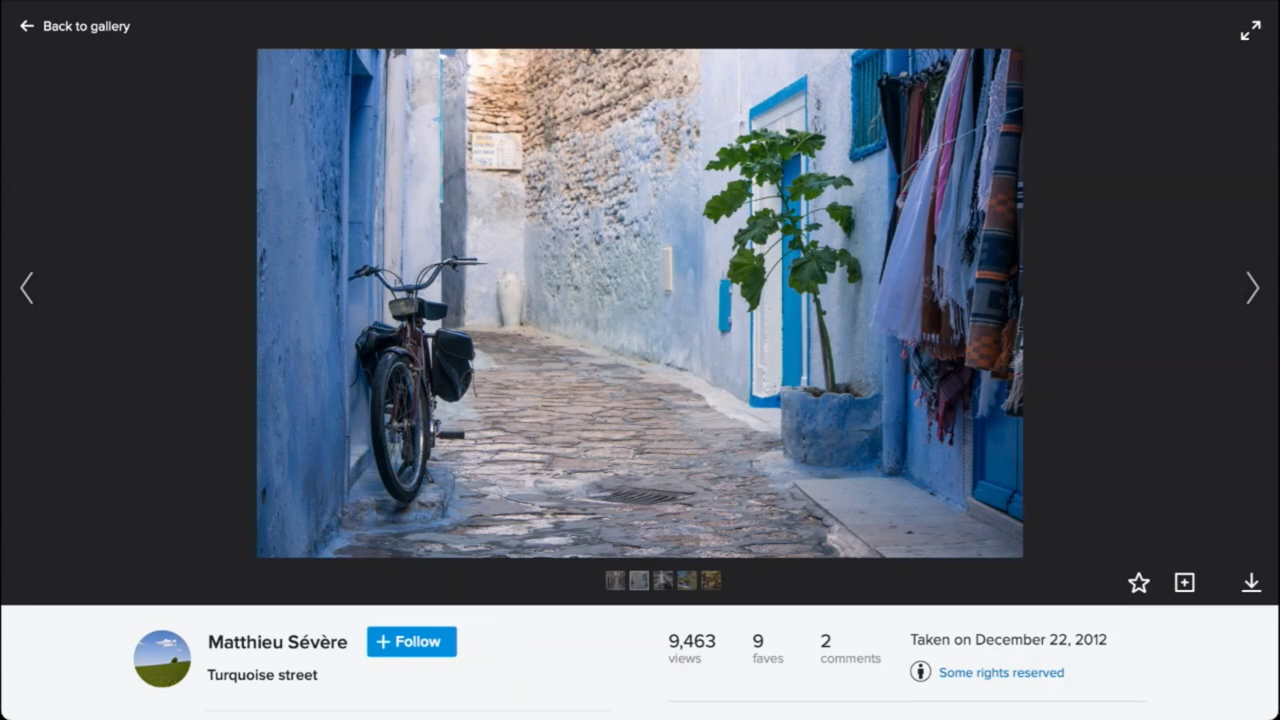 Back to gallery
Matthieu Sévère
+ Follow
Turquoise street
9,463
views
9
faves
2
comments
Taken on December 22, 2012
Some rights reserved